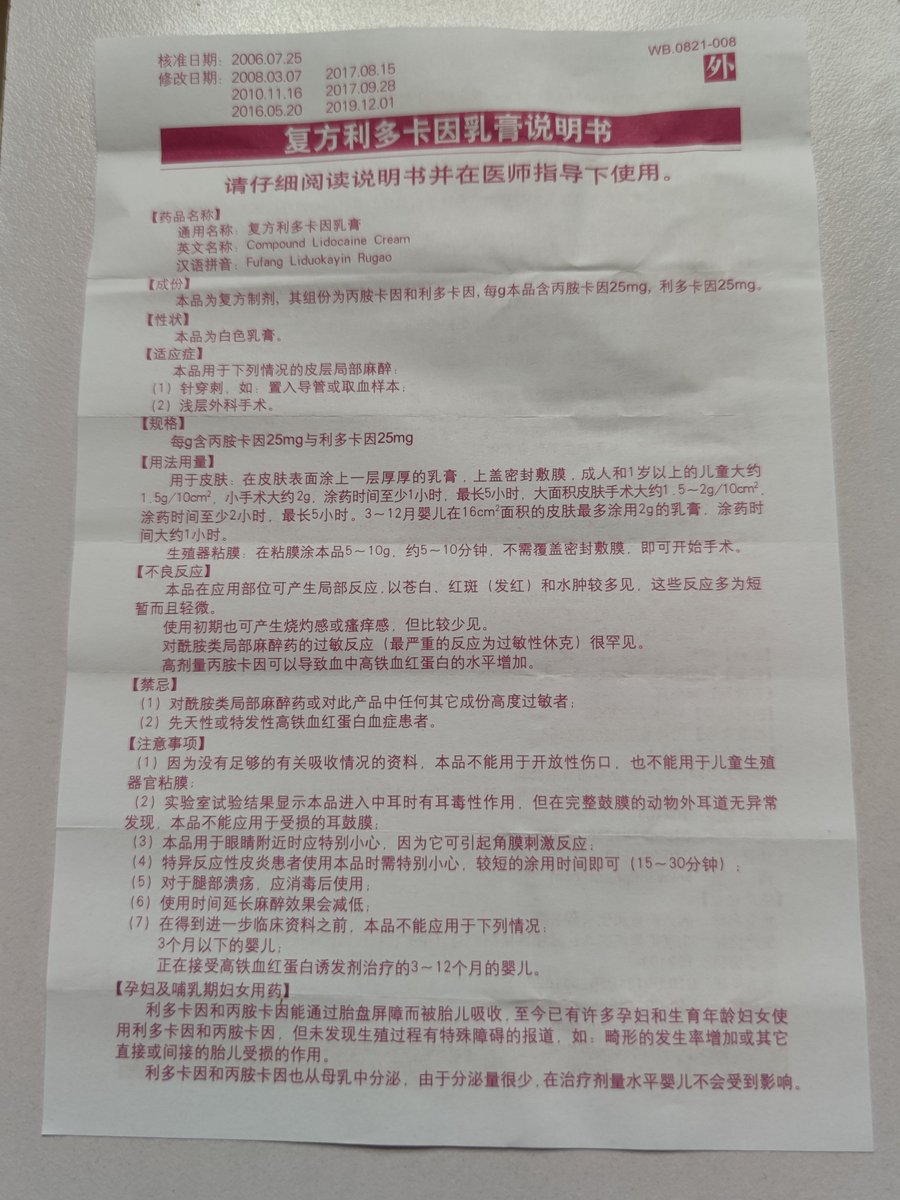 核准日期：2006.07.25
修改日期：2008.03.07 2017.08.15
2010.11.16 2017.09.28
2016.05.20 2019.12.01
WB.0821-008
外
复方利多卡因乳膏说明书
请仔细阅读说明书并在医师指导下使用。
【药品名称】
通用名称：复方利多卡因乳膏
英文名称：Compound Lidocaine Cream
汉语拼音：Fufang Liduokayin Rugao
【成份】
本品为复方制剂，其组份为丙胺卡因和利多卡因，每g本品含丙胺卡因25mg，利多卡因25mg。
【性状】
本品为白色乳膏。
【适应症】
本品用于下列情况的皮层局部麻醉：
（1）针穿刺，如：置入导管或取血样本；
（2）浅层外科手术。
【规格】
每g含丙胺卡因25mg与利多卡因25mg
【用法用量】
用于皮肤：在皮肤表面涂上一层厚厚的乳膏，上盖密封敷膜，成人和1岁以上的儿童大约
1.5g/10cm²，小手术大约2g，涂药时间至少1小时，最长5小时，大面积皮肤手术大约1.5～2g/10cm²，
涂药时间至少2小时，最长5小时。3～12月婴儿在16cm²面积的皮肤最多涂用2g的乳膏，涂药时
间大约1小时。
生殖器粘膜：在粘膜涂本品5～10g，约5～10分钟，不需覆盖密封敷膜，即可开始手术。
【不良反应】
本品在应用部位可产生局部反应，以苍白、红斑（发红）和水肿较多见，这些反应多为短
暂而且轻微。
使用初期也可产生烧灼感或瘙痒感，但比较少见。
对酰胺类局部麻醉药的过敏反应（最严重的反应为过敏性休克）很罕见。
高剂量丙胺卡因可以导致血中高铁血红蛋白的水平增加。
【禁忌】
（1）对酰胺类局部麻醉药或对此产品中任何其它成份高度过敏者；
（2）先天性或特发性高铁血红蛋白血症患者。
【注意事项】
（1）因为没有足够的有关吸收情况的资料，本品不能用于开放性伤口，也不能用于儿童生殖
器官粘膜；
（2）实验室试验结果显示本品进入中耳时有耳毒性作用，但在完整鼓膜的动物外耳道无异常
发现，本品不能应用于受损的耳鼓膜；
（3）本品用于眼睛附近时应特别小心，因为它可引起角膜刺激反应；
（4）特异反应性皮炎患者使用本品时需特别小心，较短的涂用时间即可（15～30分钟）；
（5）对于腿部溃疡，应消毒后使用；
（6）使用时间延长麻醉效果会减低；
（7）在得到进一步临床资料之前，本品不能应用于下列情况：
3个月以下的婴儿；
正在接受高铁血红蛋白诱发剂治疗的3～12个月的婴儿。
【孕妇及哺乳期妇女用药】
利多卡因和丙胺卡因能通过胎盘屏障而被胎儿吸收，至今已有许多孕妇和生育年龄妇女使
用利多卡因和丙胺卡因，但未发现生殖过程有特殊障碍的报道，如：畸形的发生率增加或其它
直接或间接的胎儿受损的作用。
利多卡因和丙胺卡因也从母乳中分泌，由于分泌量很少，在治疗剂量水平婴儿不会受到影响。